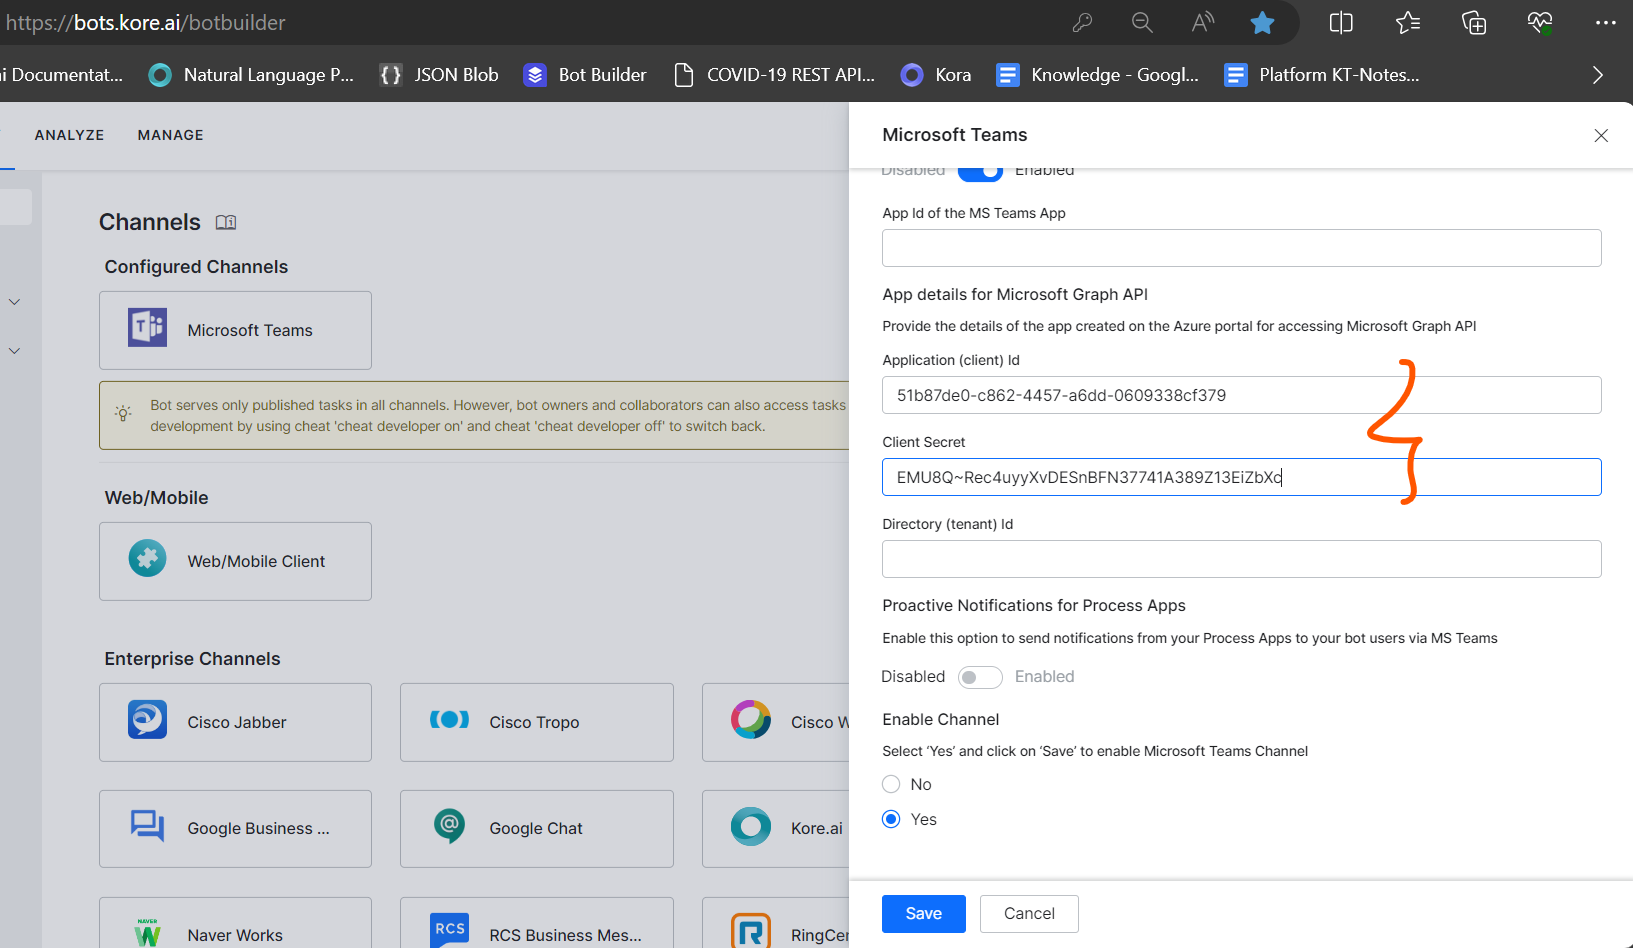 https://bots.kore.ai/botbuilder
i Documentat...
Natural Language P...
{ } JSON Blob
Bot Builder
COVID-19 REST API...
Kora
Knowledge - Googl...
Platform KT-Notes...
ANALYZE
MANAGE
Channels
Configured Channels
Microsoft Teams
Bot serves only published tasks in all channels. However, bot owners and collaborators can also access tasks
development by using cheat 'cheat developer on' and cheat 'cheat developer off' to switch back.
Web/Mobile
Web/Mobile Client
Enterprise Channels
Cisco Jabber
Cisco Tropo
Cisco W
Google Business ...
Google Chat
Kore.ai
NAVER
Naver Works
RCS
RCS Business Mes...
RingCer
Microsoft Teams
Disabled
Enabled
App Id of the MS Teams App
App details for Microsoft Graph API
Provide the details of the app created on the Azure portal for accessing Microsoft Graph API
Application (client) Id
51b87de0-c862-4457-a6dd-0609338cf379
Client Secret
EMU8Q~Rec4uyyXvDESnBFN37741A389Z13EiZbXc
Directory (tenant) Id
Proactive Notifications for Process Apps
Enable this option to send notifications from your Process Apps to your bot users via MS Teams
Disabled
Enabled
Enable Channel
Select ‘Yes’ and click on ‘Save’ to enable Microsoft Teams Channel
No
Yes
Save
Cancel